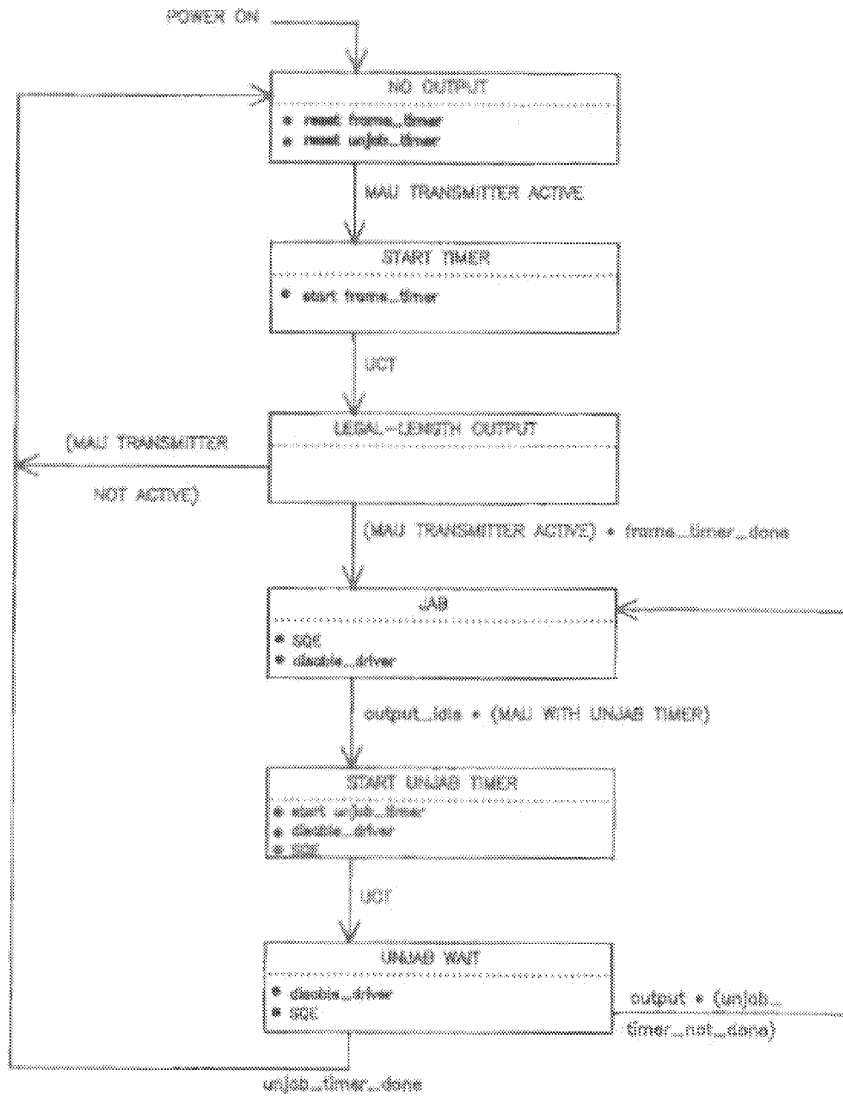 POWER ON
NO OUTPUT
• reset frame_timer
• reset unjab_timer
MAU TRANSMITTER ACTIVE
START TIMER
• start frame_timer
UCT
LEGAL-LENGTH OUTPUT
(MAU TRANSMITTER
NOT ACTIVE)
(MAU TRANSMITTER ACTIVE) * frame_timer_done
JAB
• SQE
• disable_driver
output_idle * (MAU WITH UNJAB TIMER)
START UNJAB TIMER
• start unjab_timer
• disable_driver
• SQE
UCT
UNJAB WAIT
• disable_driver
• SQE
output * (unjab_
timer_not_done)
unjab_timer_done